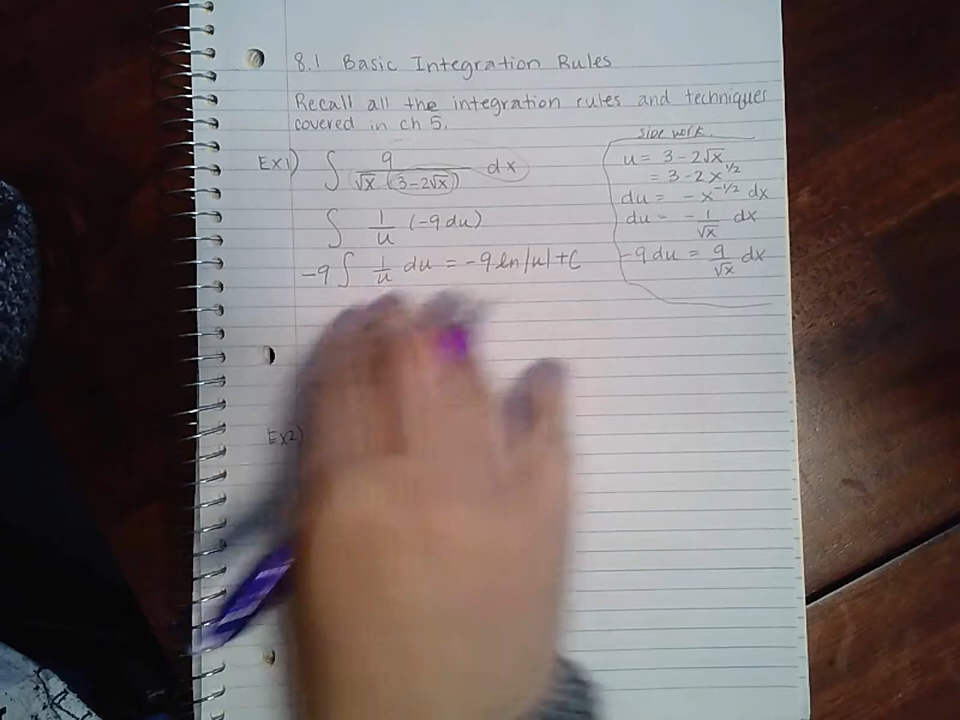 8.1 Basic Integration Rules
Recall all the integration rules and techniques
covered in ch 5.
Ex1) ∫ 9/(√x (3-2√x)) dx
∫ 1/u (-9du)
-9 ∫ 1/u du = -9 ln|u| + C
side work
u = 3-2√x
= 3-2x^1/2
du = -x^-1/2 dx
du = -1/√x dx
-9du = 9/√x dx
Ex2)